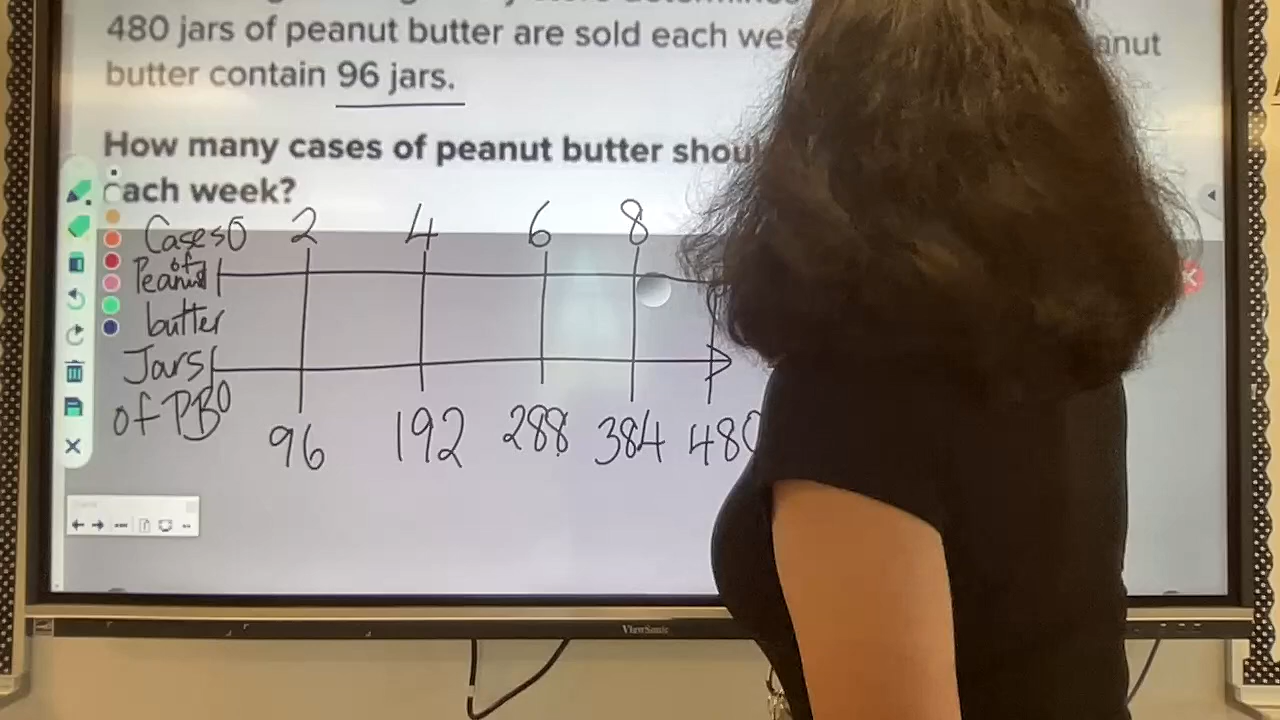 480 jars of peanut butter are sold each anut
butter contain 96 jars.
How many cases of peanut butter
each week?
Cases 0 2 4 6 8
of
Peanut
butter
Jars
of PB 0
96 192 288 384 480
ViewSonic